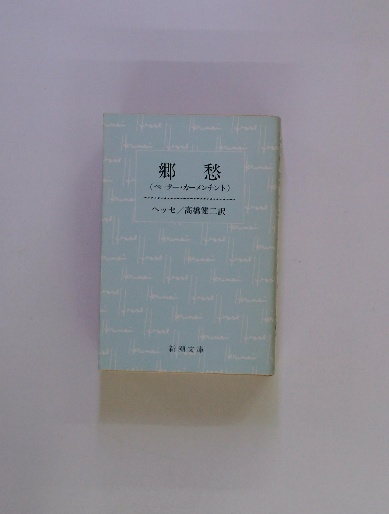 郷 愁
(ペーター・カーメンチント)
ヘッセ/高橋健二訳
新潮文庫